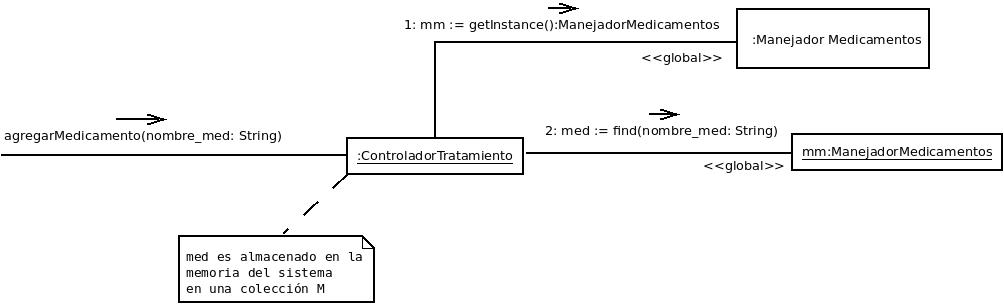 1: mm := getInstance():ManejadorMedicamentos
:Manejador Medicamentos
<<global>>
agregarMedicamento(nombre_med: String)
2: med := find(nombre_med: String)
:ControladorTratamiento
mm:ManejadorMedicamentos
<<global>>
med es almacenado en la
memoria del sistema
en una colección M